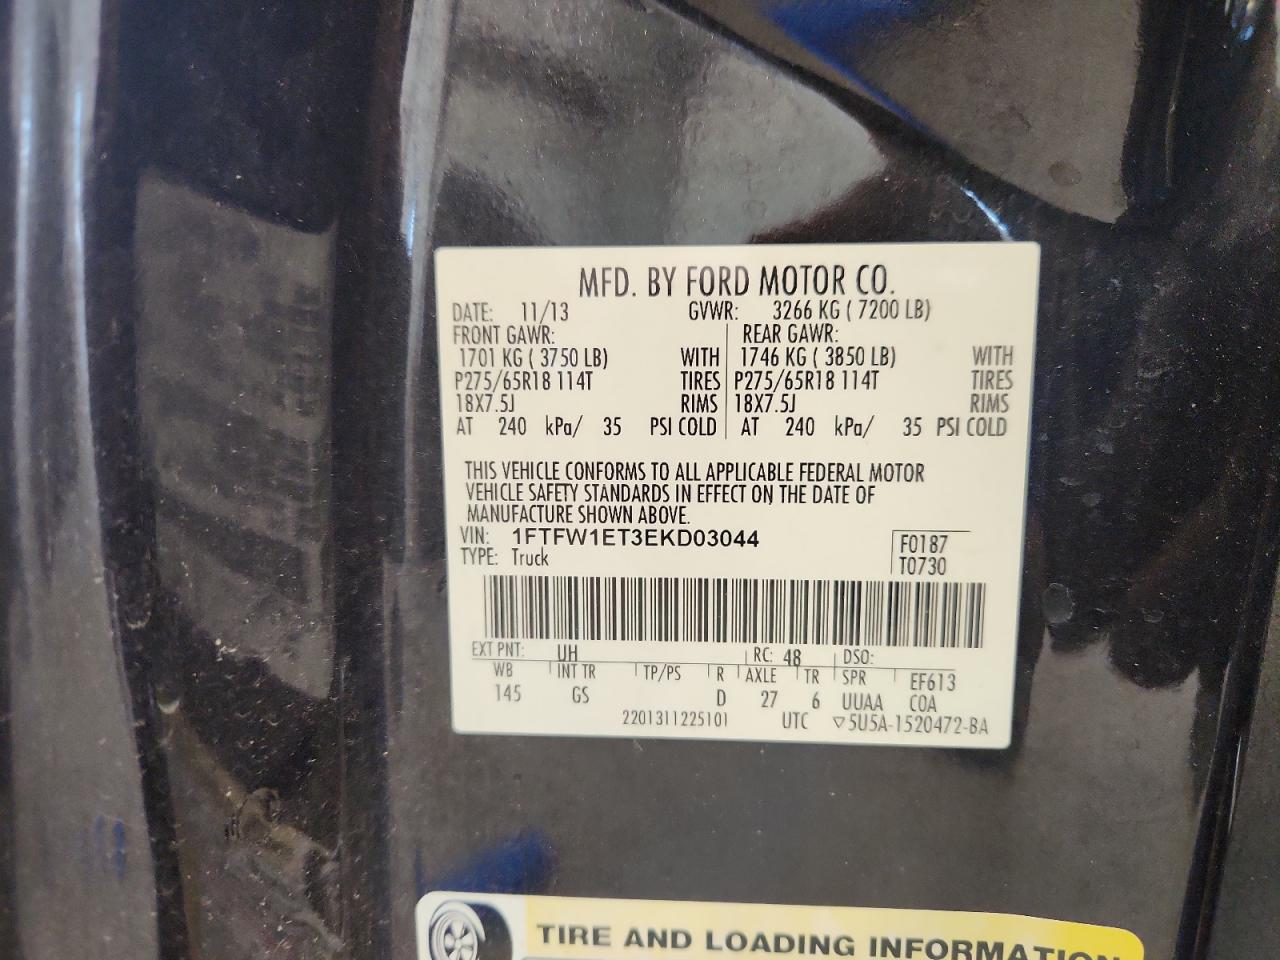 MFD. BY FORD MOTOR CO.
DATE: 11/13 GVWR: 3266 KG ( 7200 LB)
FRONT GAWR: REAR GAWR:
1701 KG ( 3750 LB) WITH 1746 KG ( 3850 LB) WITH
P275/65R18 114T TIRES P275/65R18 114T TIRES
18X7.5J RIMS 18X7.5J RIMS
AT 240 kPa/ 35 PSI COLD AT 240 kPa/ 35 PSI COLD
THIS VEHICLE CONFORMS TO ALL APPLICABLE FEDERAL MOTOR
VEHICLE SAFETY STANDARDS IN EFFECT ON THE DATE OF
MANUFACTURE SHOWN ABOVE.
VIN: 1FTFW1ET3EKD03044 F0187
TYPE: Truck T0730
EXT PNT: UH RC: 48 DSO:
WB INT TR TP/PS R AXLE TR SPR EF613
145 GS D 27 6 UUAA COA
2201311225101 UTC ▽5U5A-1520472-BA
TIRE AND LOADING INFORMATION